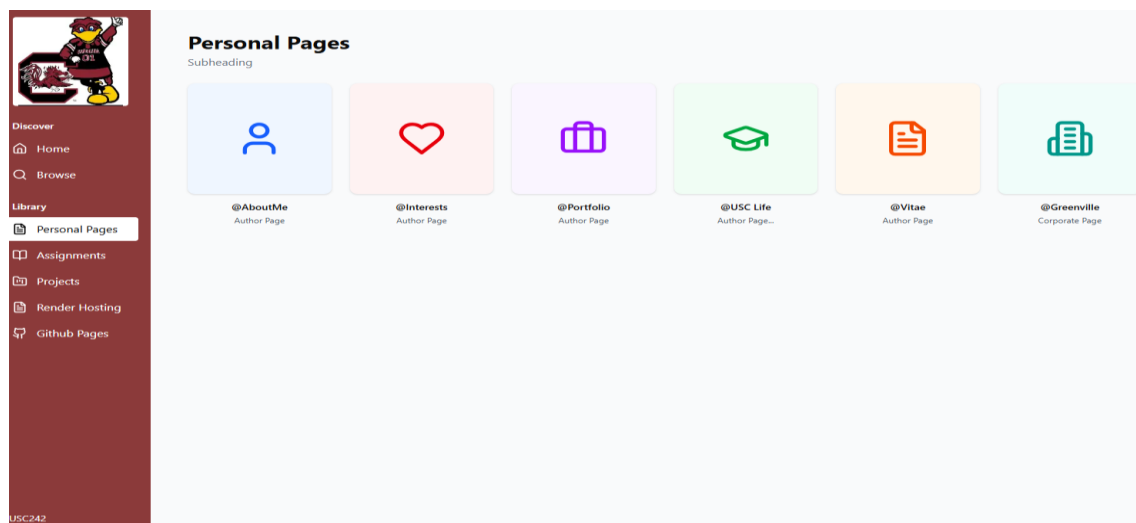 Discover
Home
Browse
Library
Personal Pages
Assignments
Projects
Render Hosting
Github Pages
USC242
Personal Pages
Subheading
@AboutMe
Author Page
@Interests
Author Page
@Portfolio
Author Page
@USC Life
Author Page...
@Vitae
Author Page
@Greenville
Corporate Page